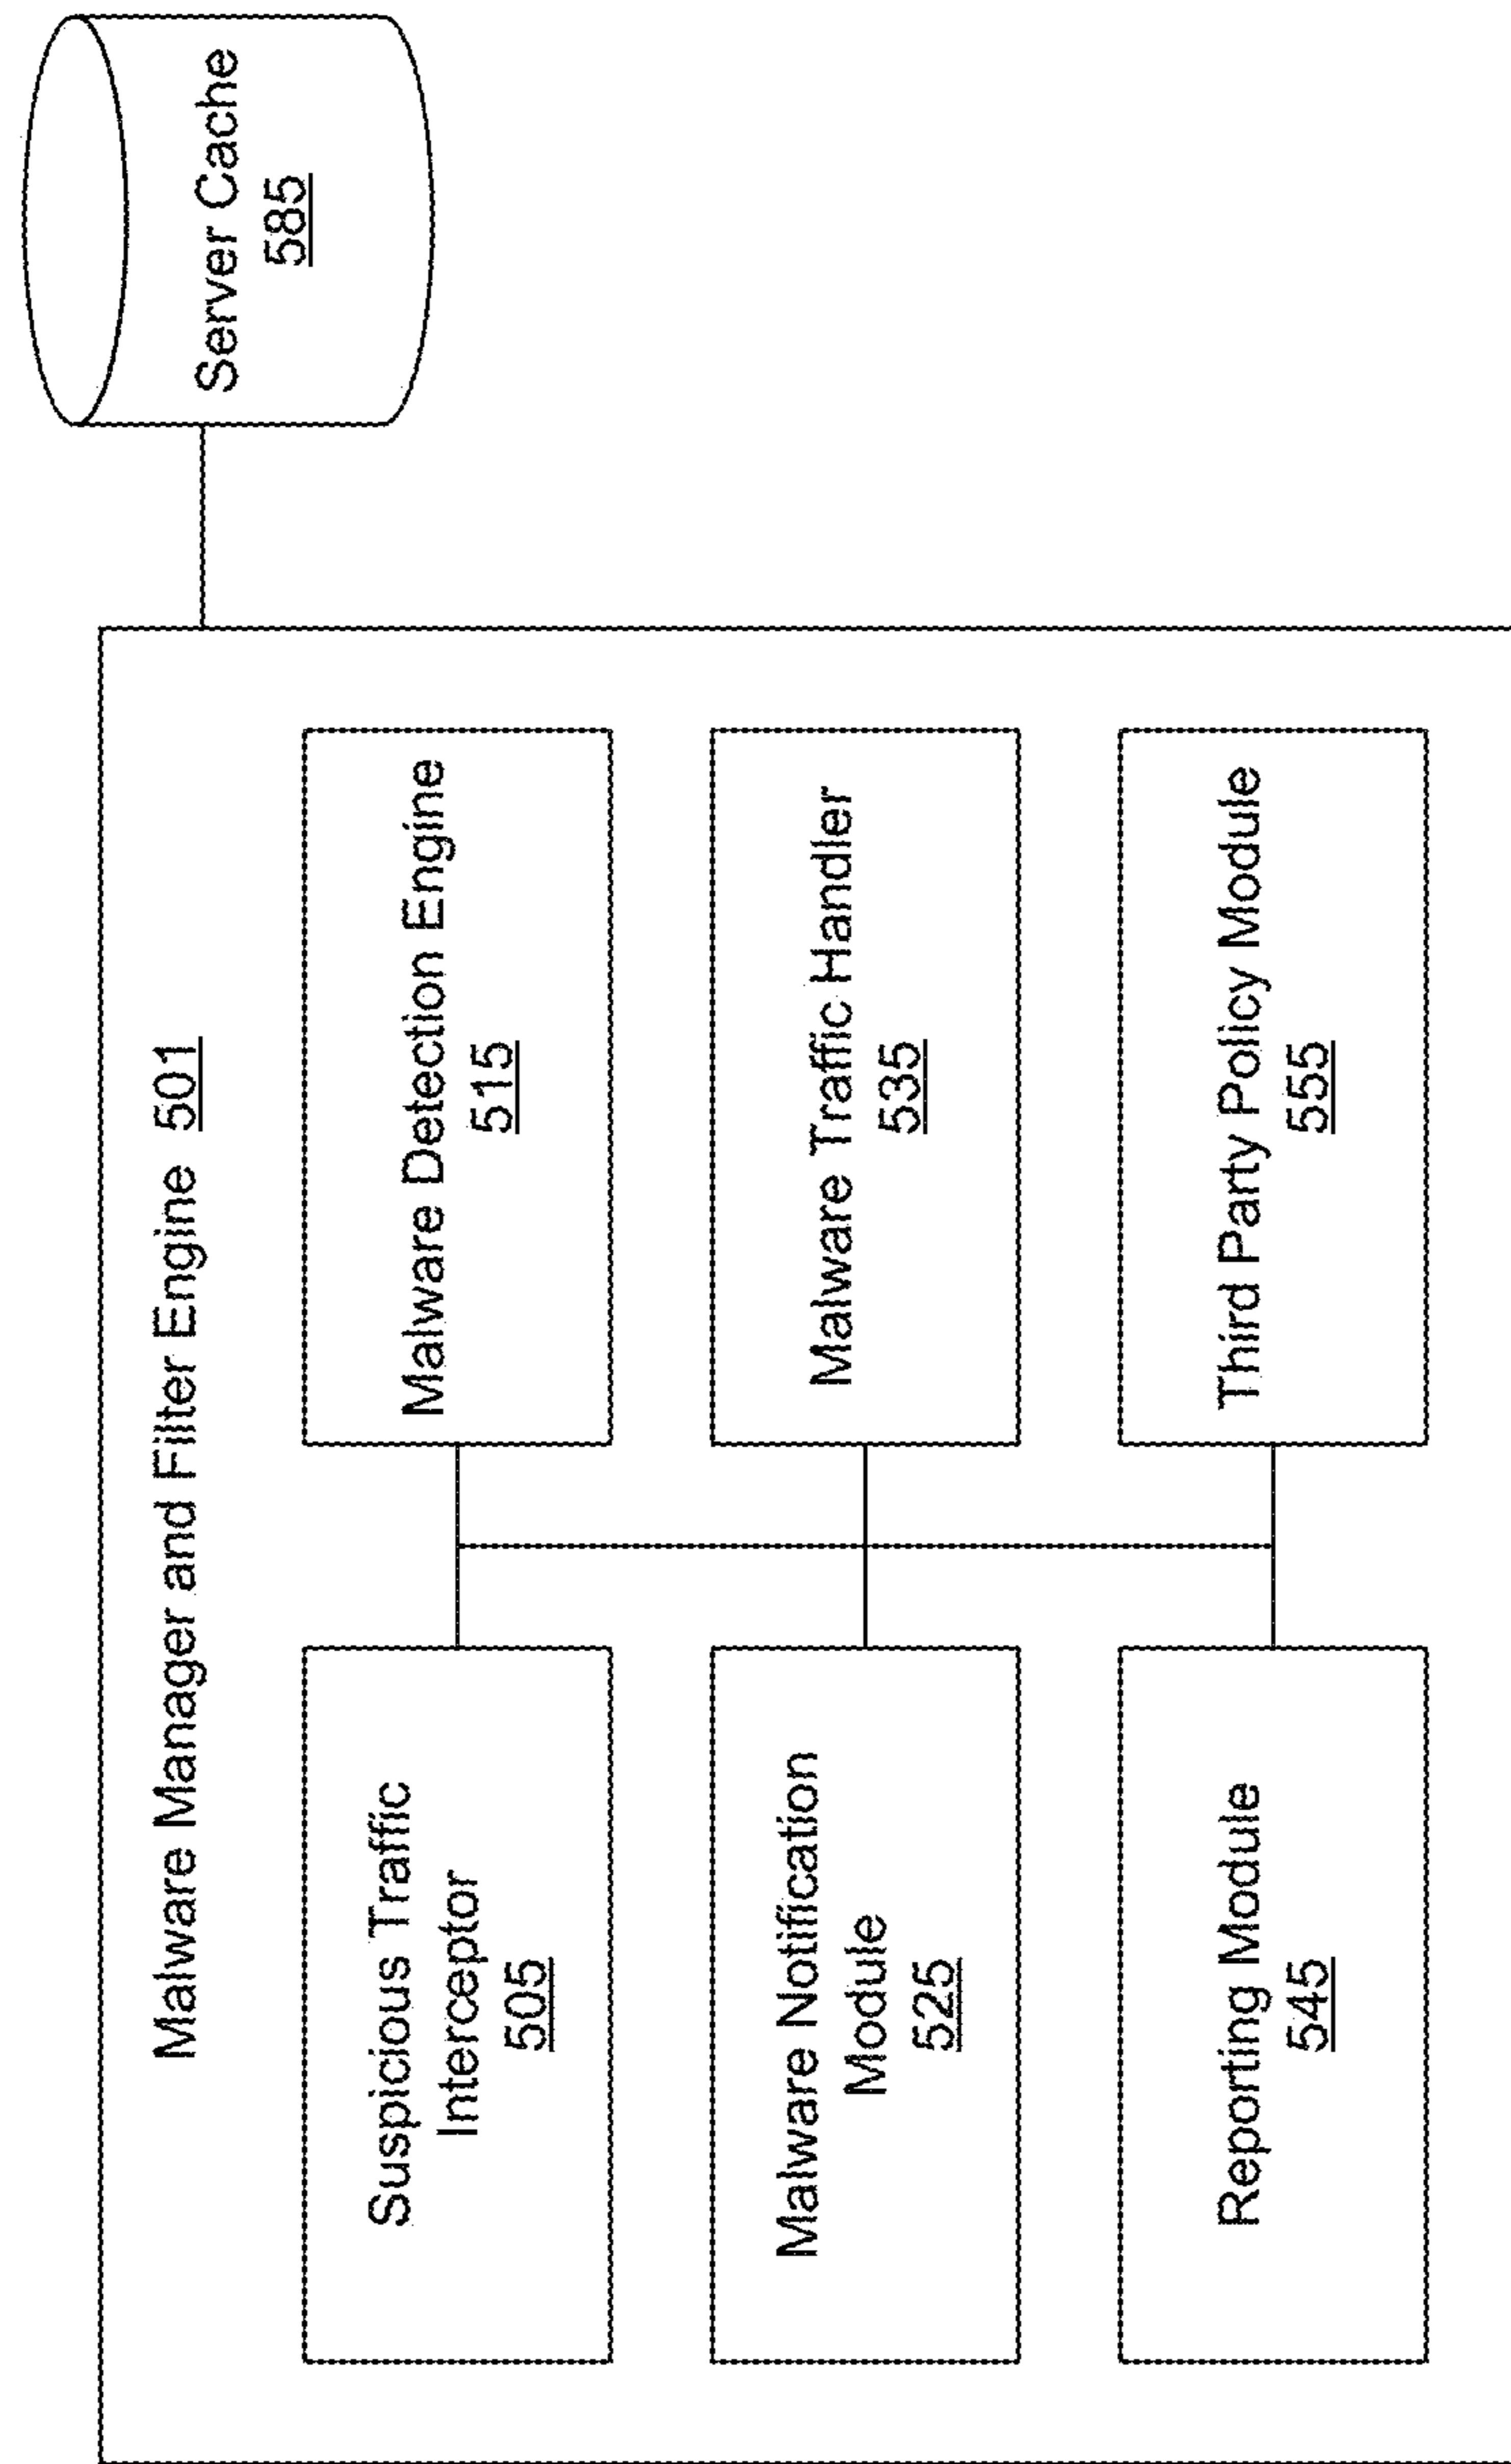 Malware Manager and Filter Engine 501
Server Cache
585
Suspicious Traffic
Interceptor
505
Malware Detection Engine
515
Malware Notification
Module
525
Malware Traffic Handler
535
Reporting Module
545
Third Party Policy Module
555